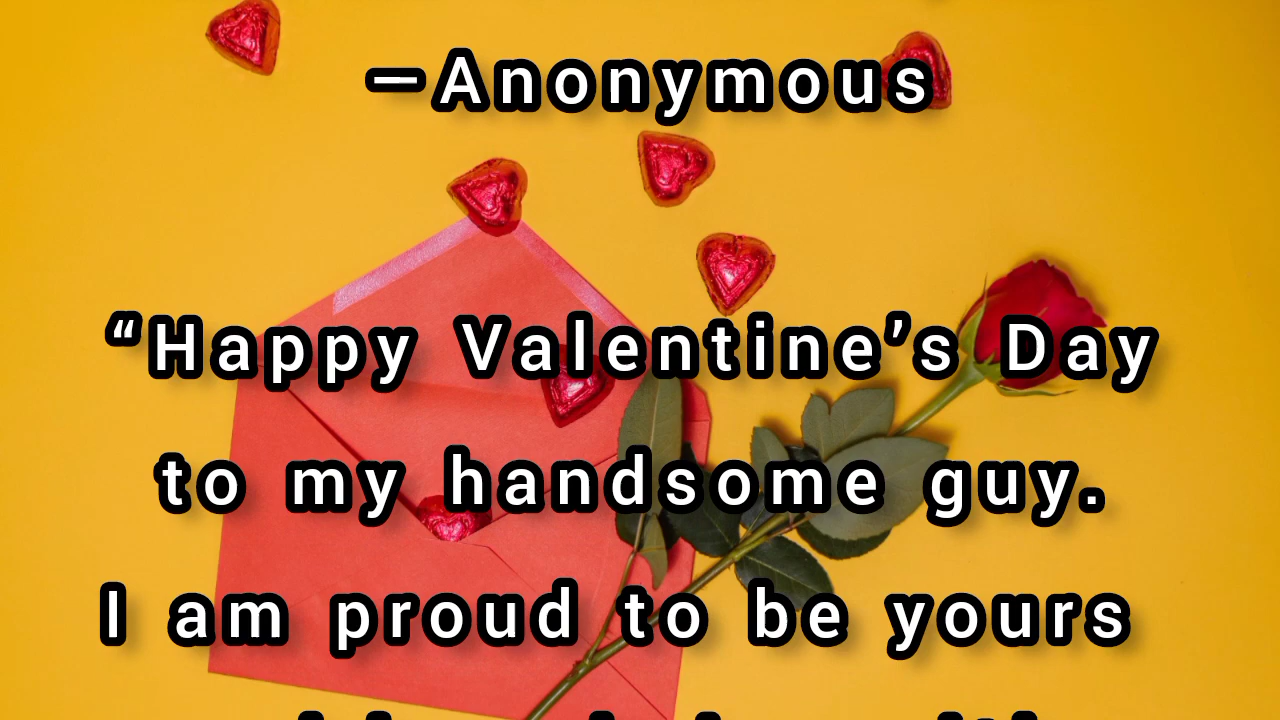 —Anonymous
“Happy Valentine’s Day
to my handsome guy.
I am proud to be yours